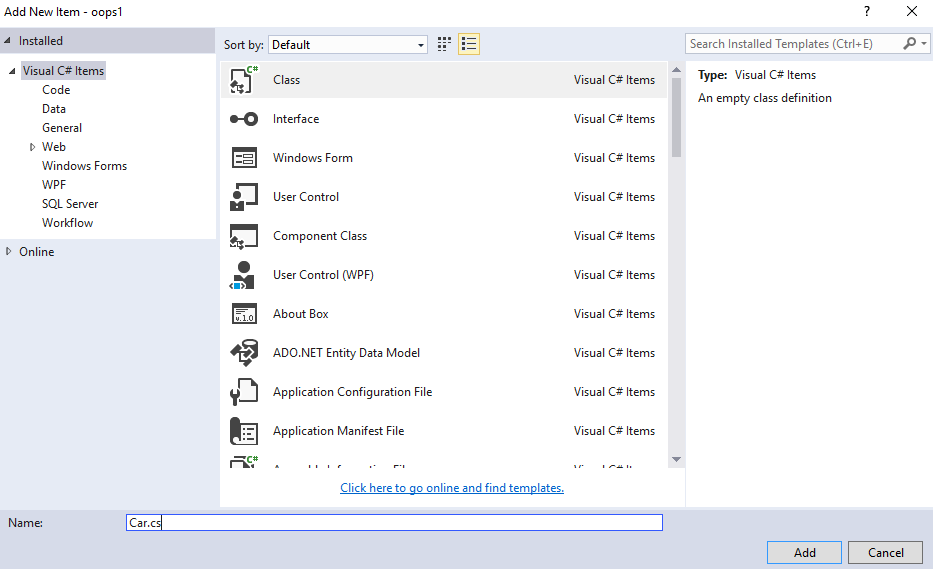 Add New Item - oops1
?
Installed
Sort by: Default
Search Installed Templates (Ctrl+E)
Visual C# Items
Code
Data
General
Web
Windows Forms
WPF
SQL Server
Workflow
Online
C# Class Visual C# Items
Interface Visual C# Items
Windows Form Visual C# Items
User Control Visual C# Items
Component Class Visual C# Items
User Control (WPF) Visual C# Items
v.1.0 About Box Visual C# Items
ADO.NET Entity Data Model Visual C# Items
Application Configuration File Visual C# Items
Application Manifest File Visual C# Items
C#
Click here to go online and find templates.
Type: Visual C# Items
An empty class definition
Name: Car.cs
Add Cancel